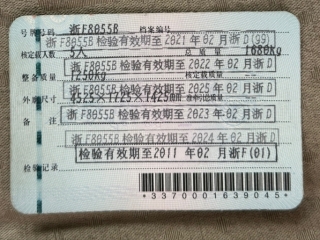 号牌号码 浙F8055B 档案编号
浙F8055B 检验有效期至2021年02月浙D(99)
核定载人数 5人 总质量 1680kg
浙F8055B 检验有效期至2022年02月浙D
整备质量 1250kg 核定载质量 --
浙F8055B 检验有效期至2025年02月浙D
外廓尺寸 4525×1725×1425mm 准牵引总质量 --
浙F8055B 检验有效期至2023年02月浙D
备注
浙F8055B 检验有效期至2024年02月浙D
检验有效期至2011年02月浙F(01)
检验记录
*3370001639045*